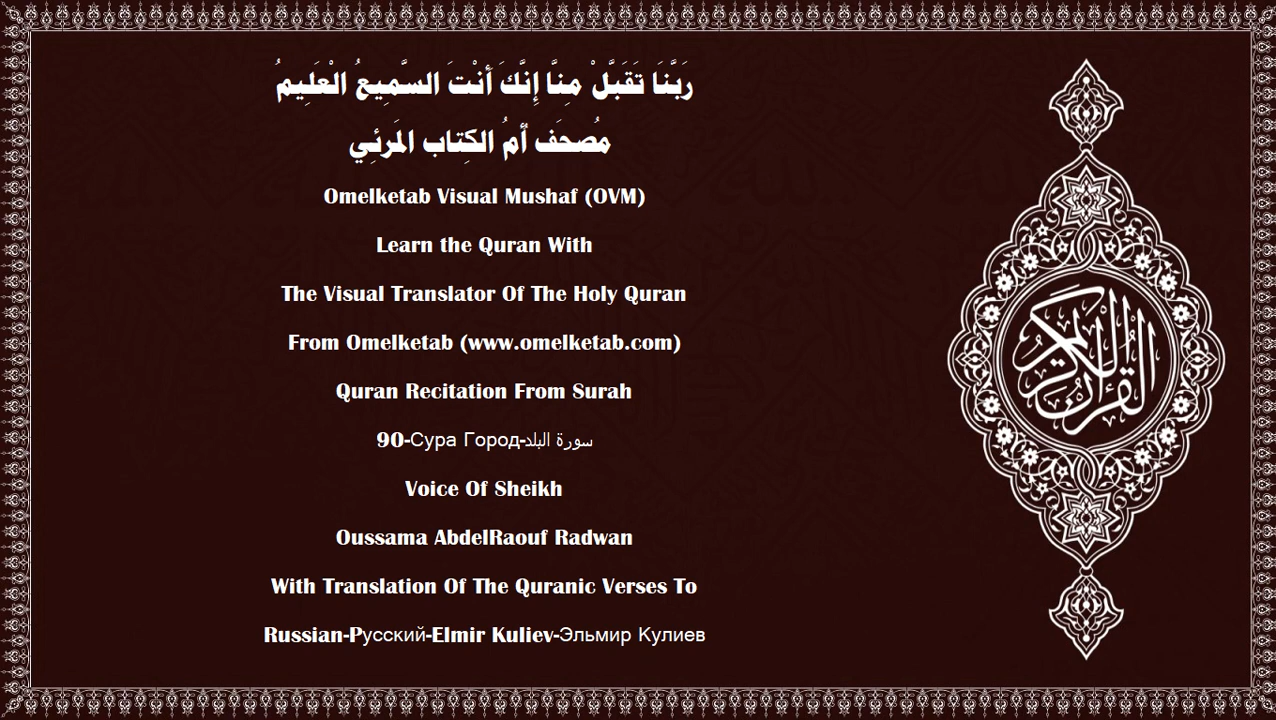 رَبَّنَا تَقَبَّلْ مِنَّا إِنَّكَ أَنْتَ السَّمِيعُ الْعَلِيمُ
مُصحَف أمُ الكِتاب المَرئِي
Omelketab Visual Mushaf (OVM)
Learn the Quran With
The Visual Translator Of The Holy Quran
From Omelketab (www.omelketab.com)
Quran Recitation From Surah
90-Сура Город-سورة البلد
Voice Of Sheikh
Oussama AbdelRaouf Radwan
With Translation Of The Quranic Verses To
Russian-Русский-Elmir Kuliev-Эльмир Кулиев
القرآن الكريم